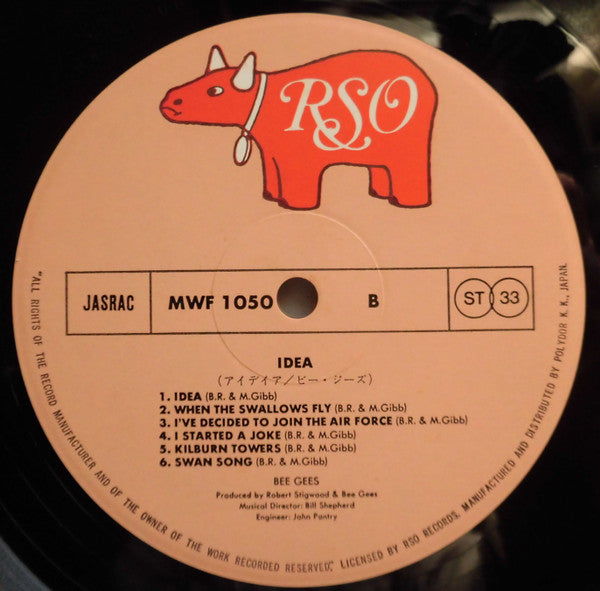 RSO
JASRAC
MWF 1050
B
ST 33
IDEA
(アイデイア／ビー・ジーズ)
1. IDEA (B.R. & M.Gibb)
2. WHEN THE SWALLOWS FLY (B.R. & M.Gibb)
3. I'VE DECIDED TO JOIN THE AIR FORCE (B.R. & M.Gibb)
4. I STARTED A JOKE (B.R. & M.Gibb)
5. KILBURN TOWERS (B.R. & M.Gibb)
6. SWAN SONG (B.R. & M.Gibb)
BEE GEES
Produced by Robert Stigwood & Bee Gees
Musical Director: Bill Shepherd
Engineer: John Pantry
"ALL RIGHTS OF THE RECORD MANUFACTURER AND OF THE OWNER OF THE WORK RECORDED RESERVED", LICENSED BY RSO RECORDS, MANUFACTURED AND DISTRIBUTED BY POLYDOR K. K., JAPAN.